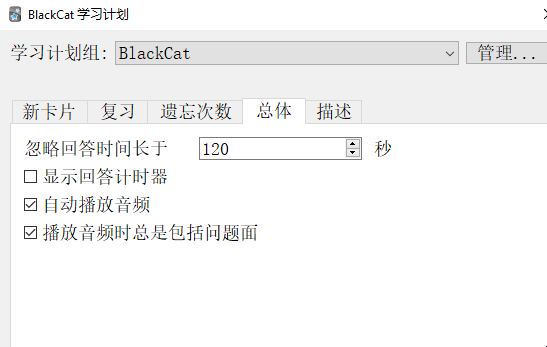 BlackCat 学习计划
学习计划组: BlackCat 管理...
新卡片 复习 遗忘次数 总体 描述
忽略回答时间长于 120 秒
显示回答计时器
自动播放音频
播放音频时总是包括问题面